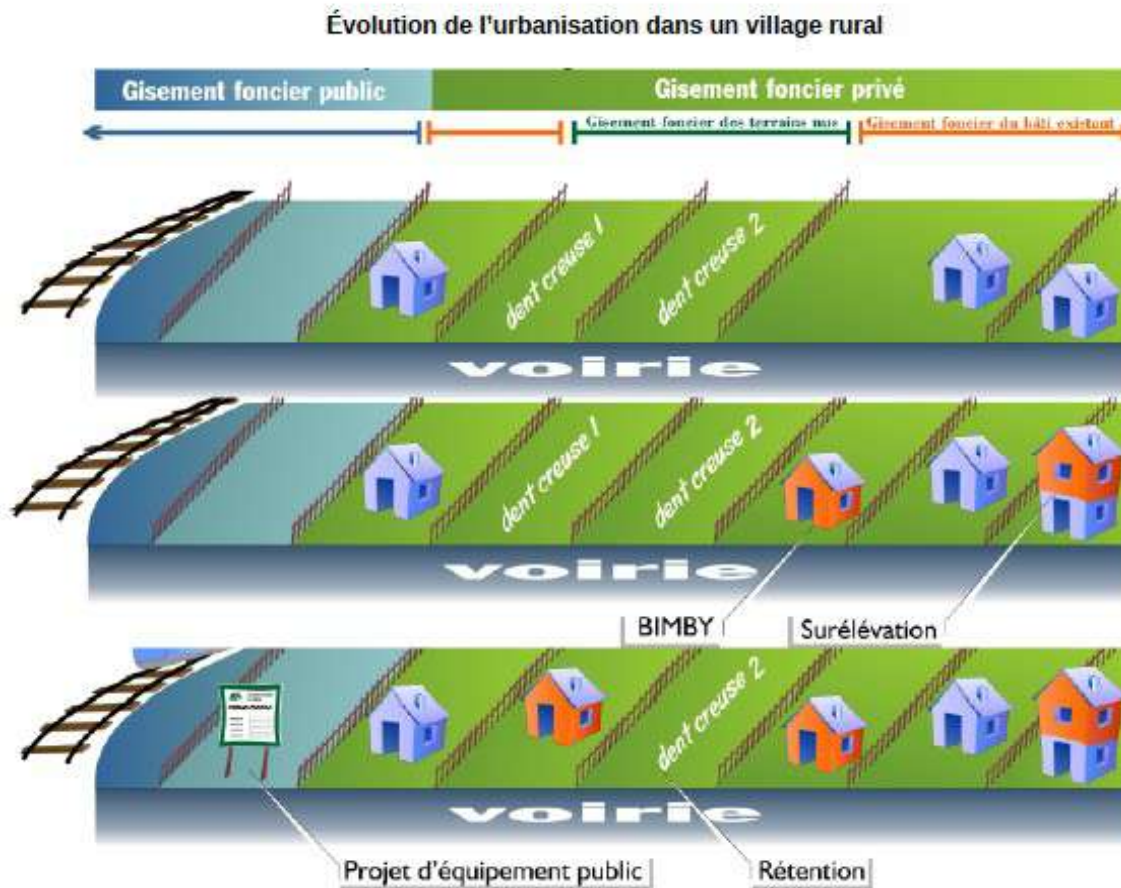 Évolution de l'urbanisation dans un village rural
Gisement foncier public
Gisement foncier privé
Gisement foncier des terrains nus
Gisement foncier du bâti existant
dent creuse 1
dent creuse 2
voirie
dent creuse 1
dent creuse 2
voirie
BIMBY
Surélévation
dent creuse 2
voirie
Projet d'équipement public
Rétention